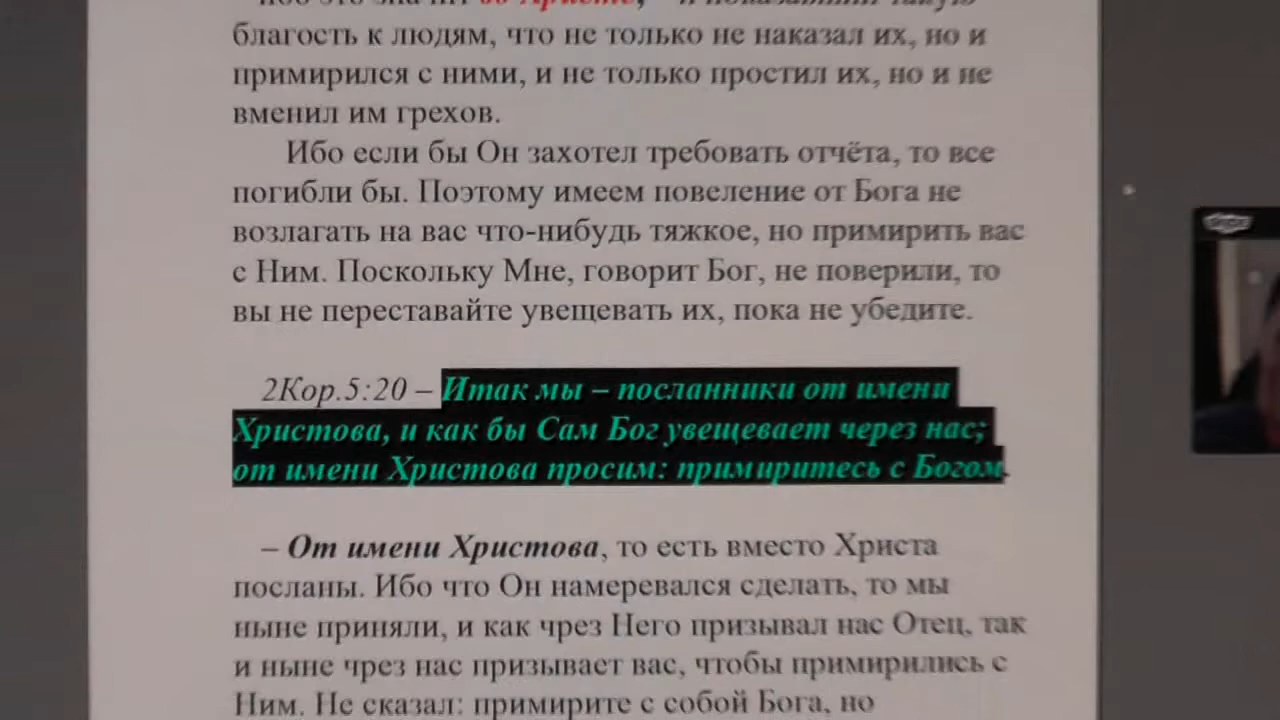 благость к людям, что не только не наказал их, но и
примирился с ними, и не только простил их, но и не
вменил им грехов.
Ибо если бы Он захотел требовать отчёта, то все
погибли бы. Поэтому имеем повеление от Бога не
возлагать на вас что-нибудь тяжкое, но примирить вас
с Ним. Поскольку Мне, говорит Бог, не поверили, то
вы не переставайте увещевать их, пока не убедите.
2Кор.5:20 – Итак мы – посланники от имени
Христова, и как бы Сам Бог увещевает через нас;
от имени Христова просим: примиритесь с Богом.
– От имени Христова, то есть вместо Христа
посланы. Ибо что Он намеревался сделать, то мы
ныне приняли, и как чрез Него призывал нас Отец, так
и ныне чрез нас призывает вас, чтобы примирились с
Ним. Не сказал: примирите с собой Бога, но